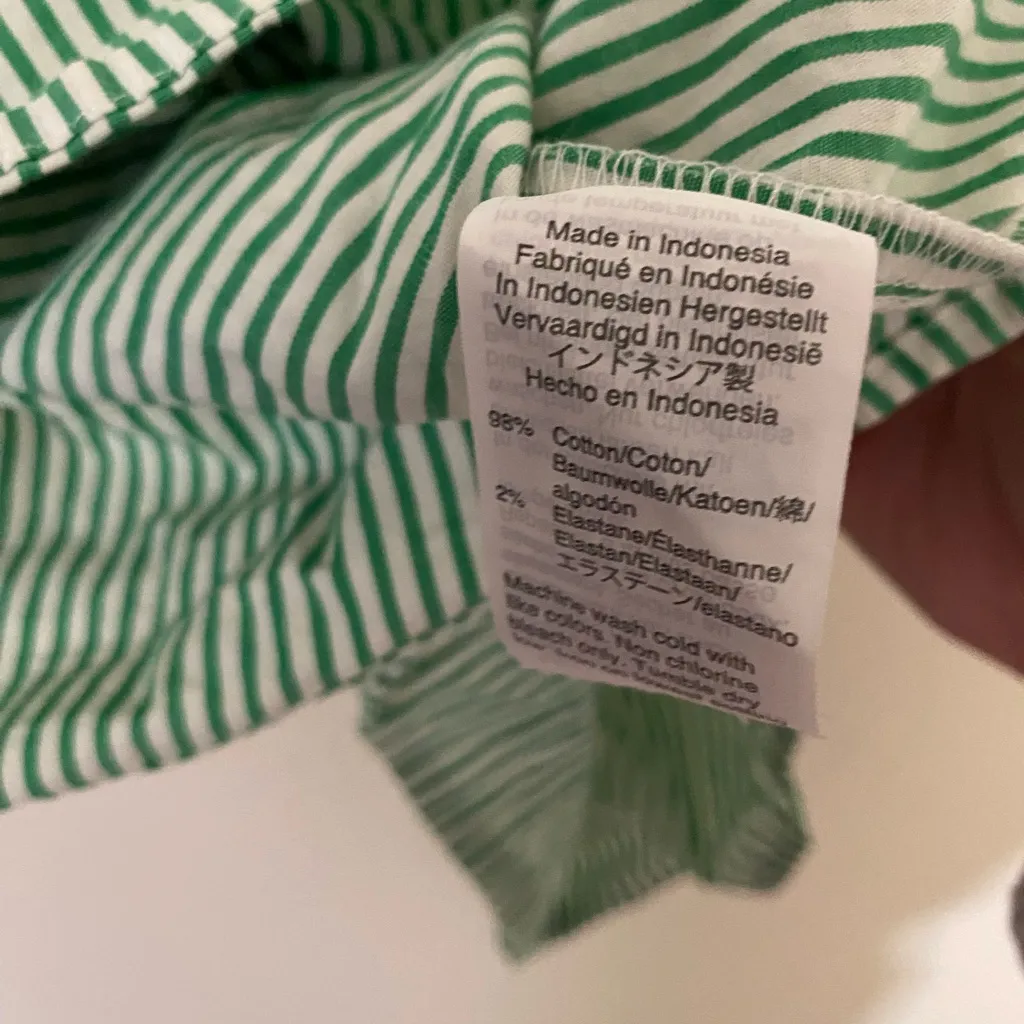 Made in Indonesia
Fabriqué en Indonésie
In Indonesien Hergestellt
Vervaardigd in Indonesië
インドネシア製
Hecho en Indonesia
98% Cotton/Coton/
Baumwolle/Katoen/綿/
algodón
2% Elastane/Élasthanne/
Elastan/Elastaan/
エラステーン/elastano
Machine wash cold with
like colors. Non chlorine
bleach only. Tumble dry